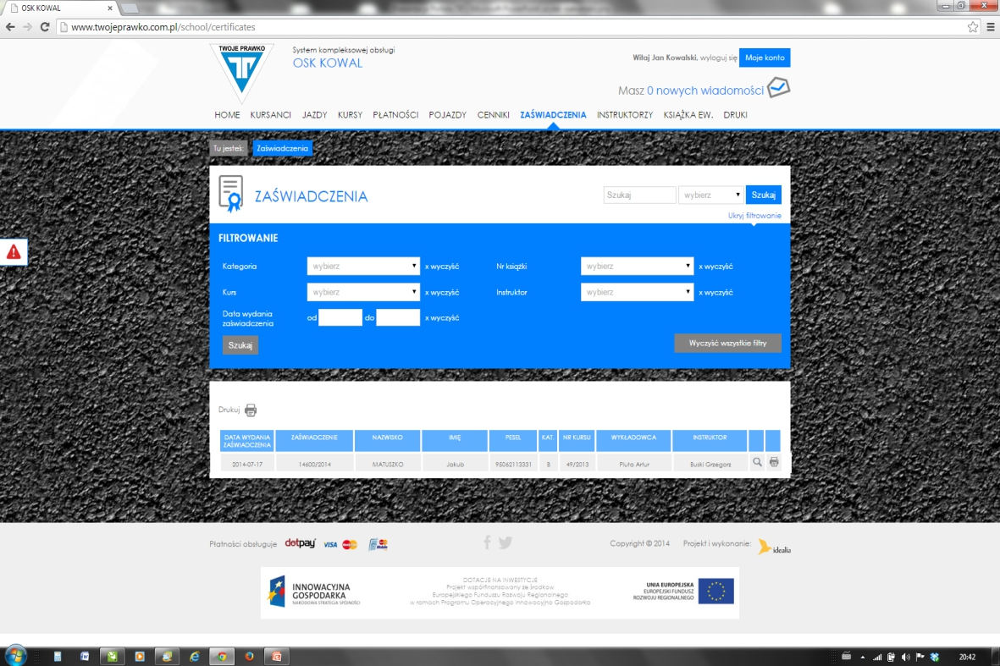 OSK KOWAL
www.twojeprawko.com.pl/school/certificates
TWOJE PRAWKO
System kompleksowej obsługi
OSK KOWAL
Witaj Jan Kowalski, wyloguj się Moje konto
Masz 0 nowych wiadomości
HOME KURSANCI JAZDY KURSY PŁATNOŚCI POJAZDY CENNIKI ZAŚWIADCZENIA INSTRUKTORZY KSIĄŻKA EW. DRUKI
Tu jesteś: Zaświadczenia
ZAŚWIADCZENIA
Szukaj wybierz Szukaj
Ukryj filtrowanie
FILTROWANIE
Kategoria wybierz x wyczyść Nr książki wybierz x wyczyść
Kurs wybierz x wyczyść Instruktor wybierz x wyczyść
Data wydania
zaświadczenia od do x wyczyść
Szukaj Wyczyść wszystkie filtry
Drukuj
DATA WYDANIA ZAŚWIADCZENIA ZAŚWIADCZENIE NAZWISKO IMIĘ PESEL KAT. NR KURSU WYKŁADOWCA INSTRUKTOR
2014-07-17 14600/2014 MATUSZKO Jakub 95062113331 B 49/2013 Pluta Artur Buski Grzegorz
Płatności obsługuje dotpay VISA Copyright © 2014 Projekt i wykonanie: idealia
INNOWACYJNA
GOSPODARKA
NARODOWA STRATEGIA SPÓJNOŚCI
DOTACJE NA INWESTYCJE
Projekt współfinansowany ze środków
Europejskiego Funduszu Rozwoju Regionalnego
w ramach Programu Operacyjnego Innowacyjna Gospodarka
UNIA EUROPEJSKA
EUROPEJSKI FUNDUSZ
ROZWOJU REGIONALNEGO
20:42